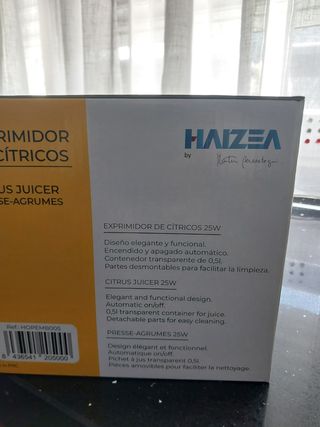 PRIMIDOR
CÍTRICOS
US JUICER
SE-AGRUMES
HAIZEA
by
EXPRIMIDOR DE CÍTRICOS 25W
Diseño elegante y funcional.
Encendido y apagado automático.
Contenedor transparente de 0,5l.
Partes desmontables para facilitar la limpieza.
CITRUS JUICER 25W
Elegant and functional design.
Automatic on/off.
0,5l transparent container for juice.
Detachable parts for easy cleaning.
PRESSE-AGRUMES 25W
Design élégant et fonctionnel.
Automatique on/off.
Pichet à jus transparent 0,5l.
Pièces amovibles pour faciliter le nettoyage.
Ref.: HOPEMB005
8 436541 205000